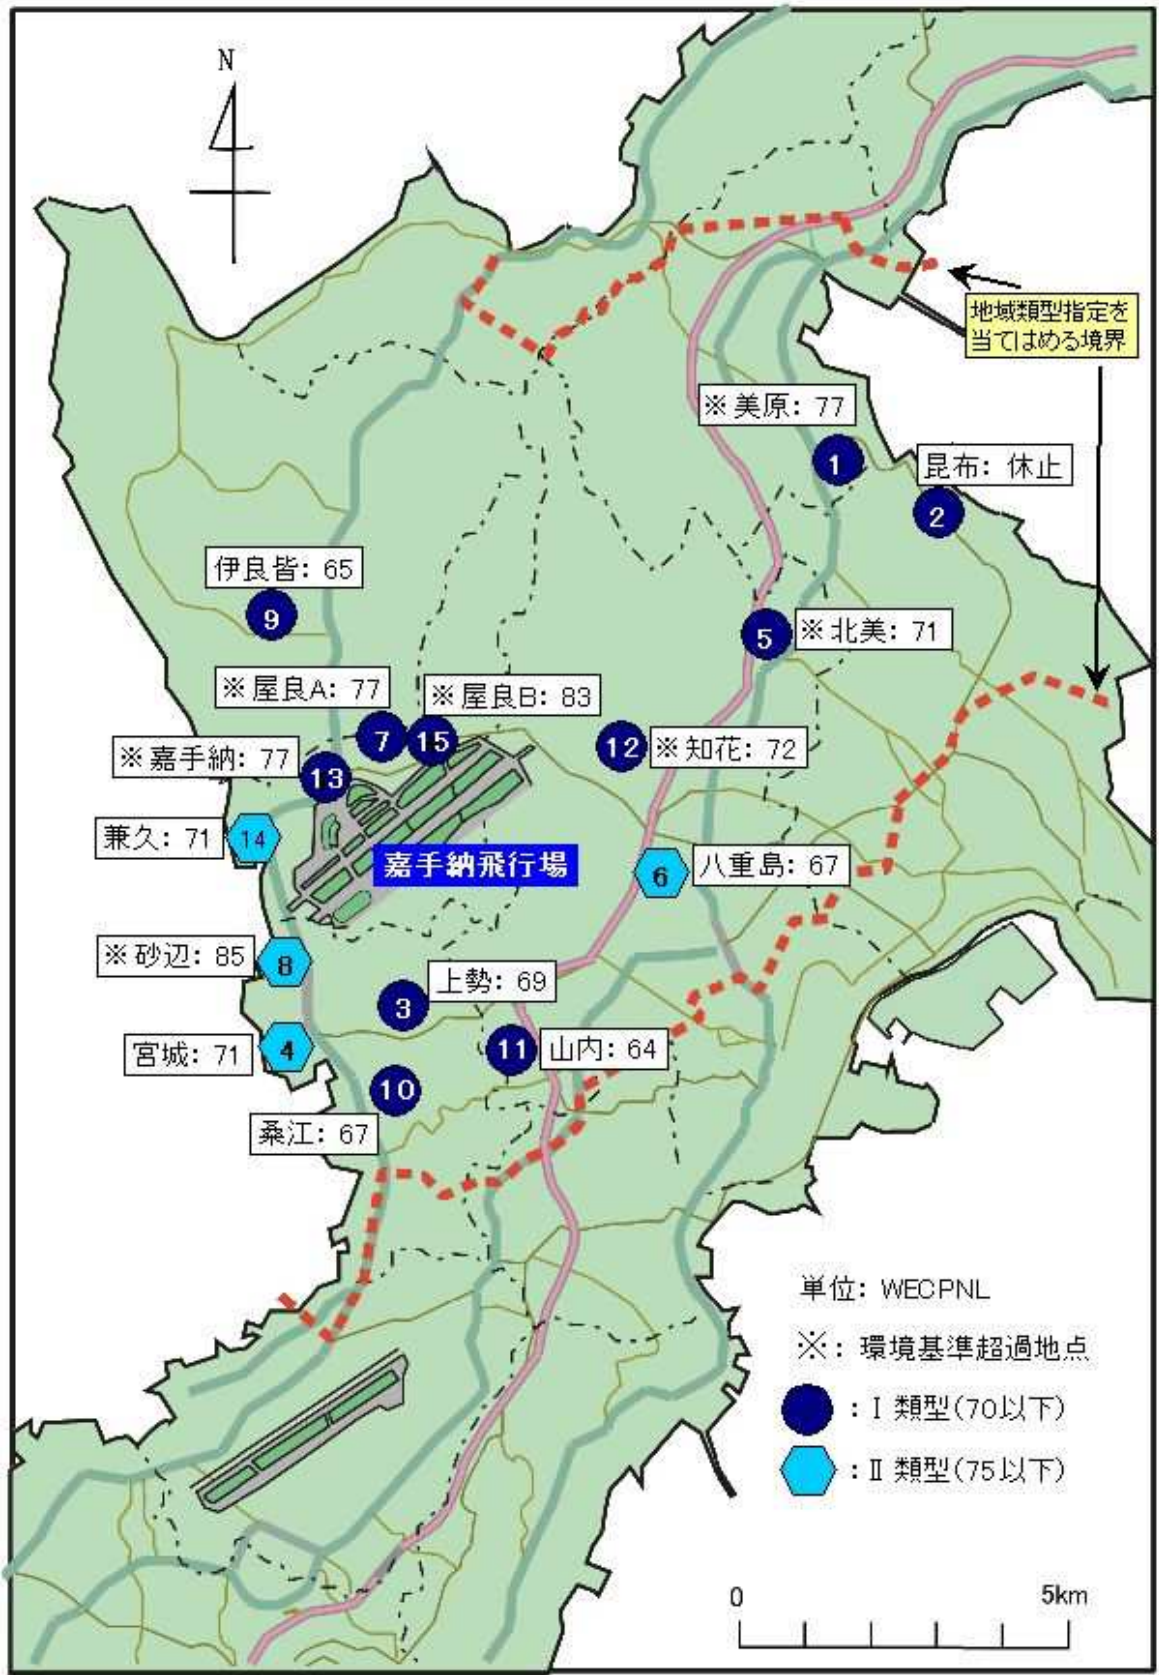 N
地域類型指定を
当てはめる境界
※美原: 77
1
昆布: 休止
2
伊良皆: 65
9
5
※北美: 71
※屋良A: 77
※屋良B: 83
7
15
12
※知花: 72
※嘉手納: 77
13
兼久: 71
14
嘉手納飛行場
6
八重島: 67
※砂辺: 85
8
上勢: 69
3
宮城: 71
4
11
山内: 64
10
桑江: 67
単位: WECPNL
※: 環境基準超過地点
: Ⅰ 類型(70以下)
: Ⅱ 類型(75以下)
0
5km